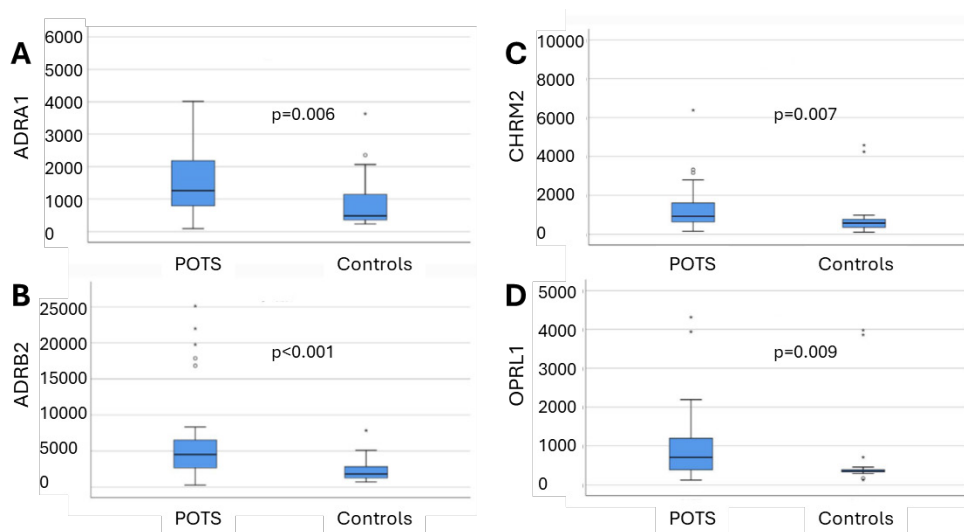 A
ADRA1
6000
5000
4000
3000
2000
1000
0
p=0.006
POTS
Controls
C
CHRM2
10000
8000
6000
4000
2000
0
p=0.007
POTS
Controls
B
ADRB2
25000
20000
15000
10000
5000
0
p<0.001
POTS
Controls
D
OPRL1
5000
4000
3000
2000
1000
0
p=0.009
POTS
Controls